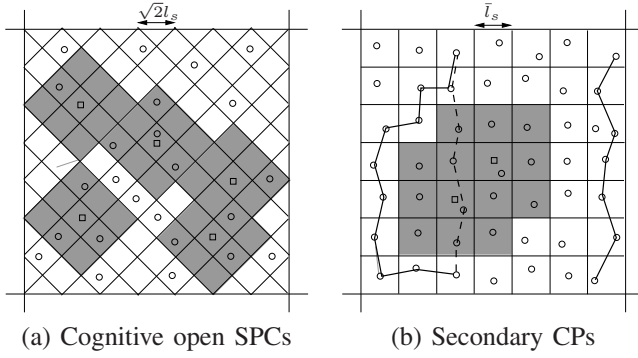 √2l_s
l̄_s
(a) Cognitive open SPCs
(b) Secondary CPs